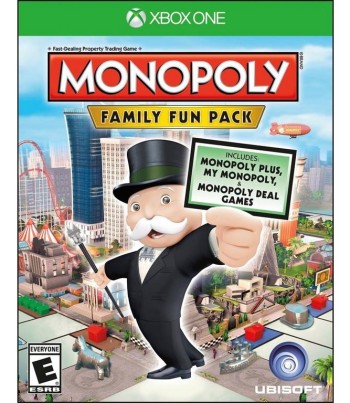 XBOX ONE
Fast-Dealing Property Trading Game
MONOPOLY
FAMILY FUN PACK
INCLUDES:
MONOPOLY PLUS,
MY MONOPOLY,
&
MONOPOLY DEAL
GAMES
EVERYONE
E
ESRB
UBISOFT